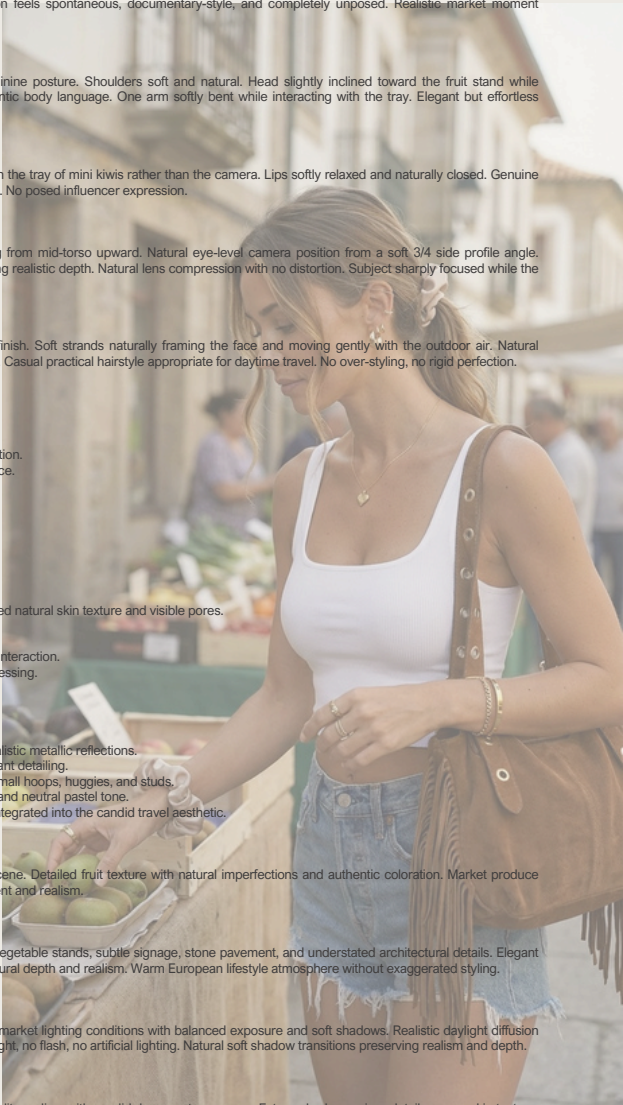 n feels spontaneous, documentary-style, and completely unposed. Realistic market moment
inine posture. Shoulders soft and natural. Head slightly inclined toward the fruit stand while
ntic body language. One arm softly bent while interacting with the tray. Elegant but effortless
n the tray of mini kiwis rather than the camera. Lips softly relaxed and naturally closed. Genuine
. No posed influencer expression.
g from mid-torso upward. Natural eye-level camera position from a soft 3/4 side profile angle.
ng realistic depth. Natural lens compression with no distortion. Subject sharply focused while the
finish. Soft strands naturally framing the face and moving gently with the outdoor air. Natural
. Casual practical hairstyle appropriate for daytime travel. No over-styling, no rigid perfection.
tion.
ce.
ed natural skin texture and visible pores.
nteraction.
essing.
alistic metallic reflections.
ant detailing.
mall hoops, huggies, and studs.
and neutral pastel tone.
ntegrated into the candid travel aesthetic.
cene. Detailed fruit texture with natural imperfections and authentic coloration. Market produce
ent and realism.
egetable stands, subtle signage, stone pavement, and understated architectural details. Elegant
ural depth and realism. Warm European lifestyle atmosphere without exaggerated styling.
market lighting conditions with balanced exposure and soft shadows. Realistic daylight diffusion
ght, no flash, no artificial lighting. Natural soft shadow transitions preserving realism and depth.